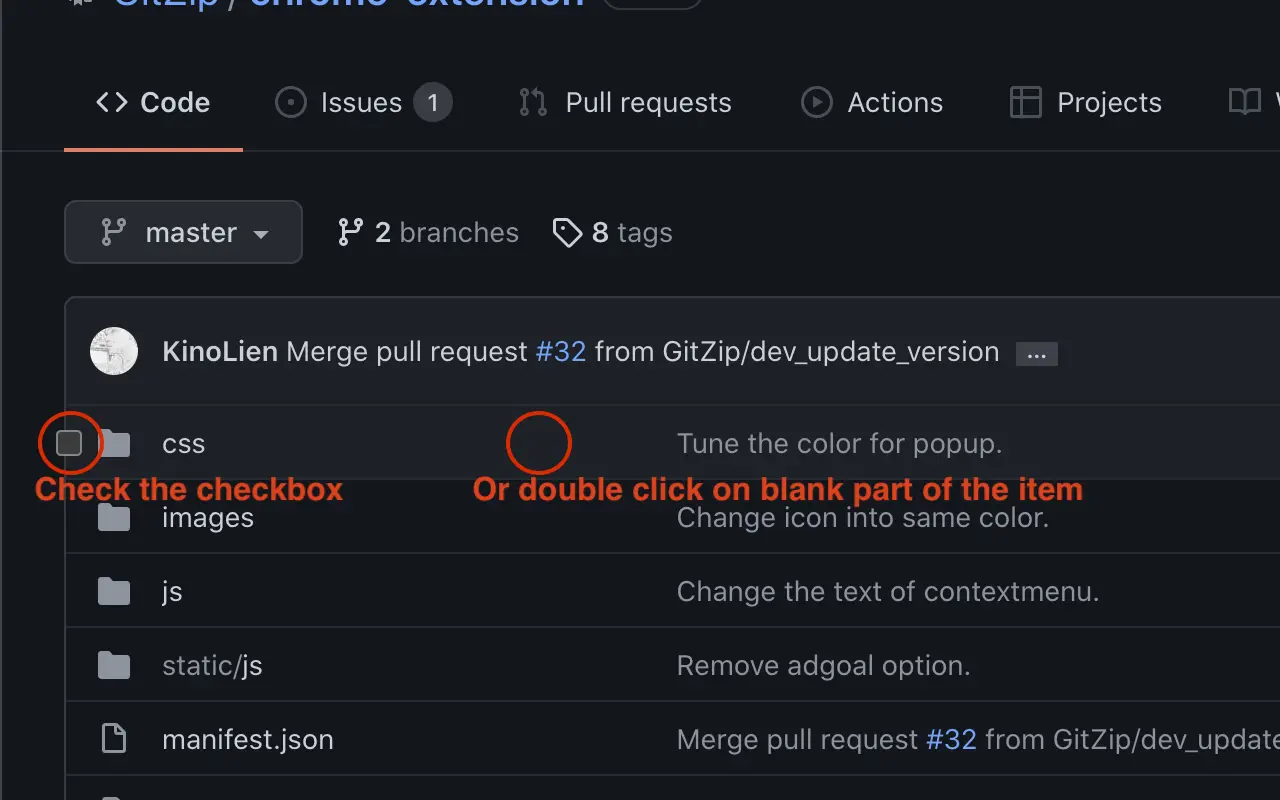 GitZip / chrome-extension
Code Issues 1 Pull requests Actions Projects
master 2 branches 8 tags
KinoLien Merge pull request #32 from GitZip/dev_update_version ...
css Tune the color for popup.
Check the checkbox Or double click on blank part of the item
images Change icon into same color.
js Change the text of contextmenu.
static/js Remove adgoal option.
manifest.json Merge pull request #32 from GitZip/dev_update